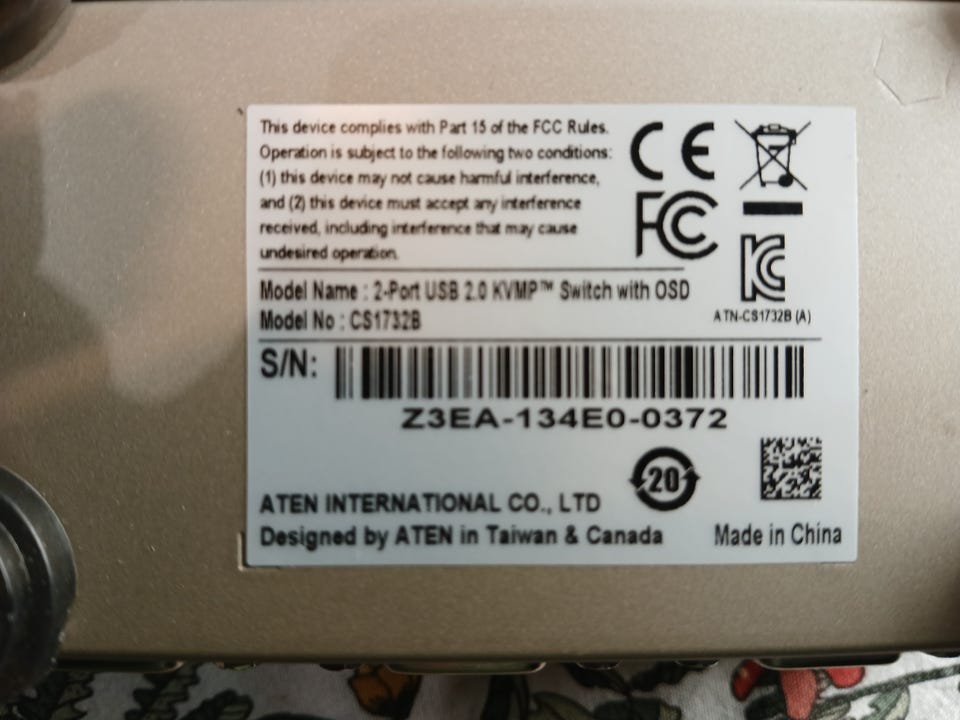 This device complies with Part 15 of the FCC Rules.
Operation is subject to the following two conditions:
(1) this device may not cause harmful interference,
and (2) this device must accept any interference
received, including interference that may cause
undesired operation.
CE
FC
KC
ATN-CS1732B (A)
Model Name : 2-Port USB 2.0 KVMP™ Switch with OSD
Model No : CS1732B
S/N:
Z3EA-134E0-0372
20
ATEN INTERNATIONAL CO., LTD
Designed by ATEN in Taiwan & Canada
Made in China